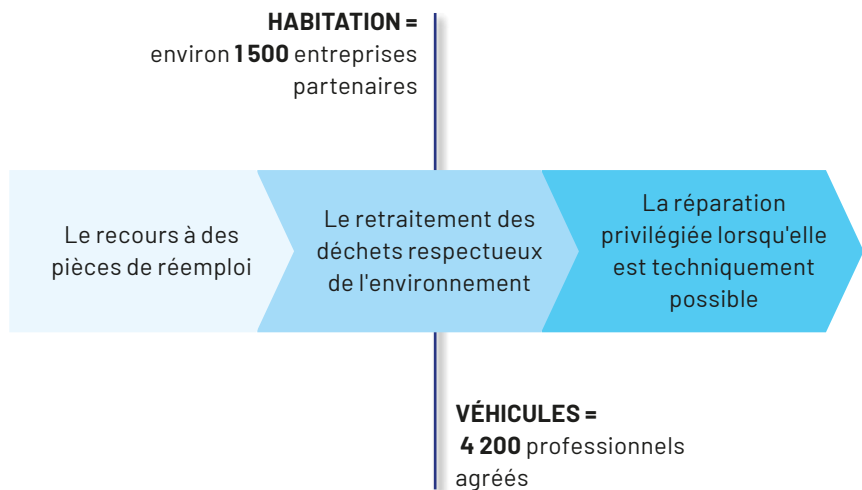 HABITATION =
environ 1 500 entreprises
partenaires
Le recours à des
pièces de réemploi
Le retraitement des
déchets respectueux
de l'environnement
La réparation
privilégiée lorsqu'elle
est techniquement
possible
VÉHICULES =
4 200 professionnels
agréés